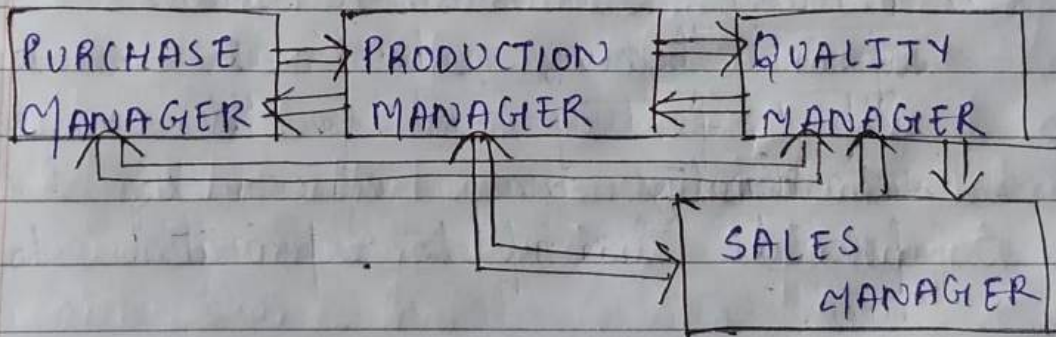 PURCHASE
MANAGER
PRODUCTION
MANAGER
QUALITY
MANAGER
SALES
MANAGER